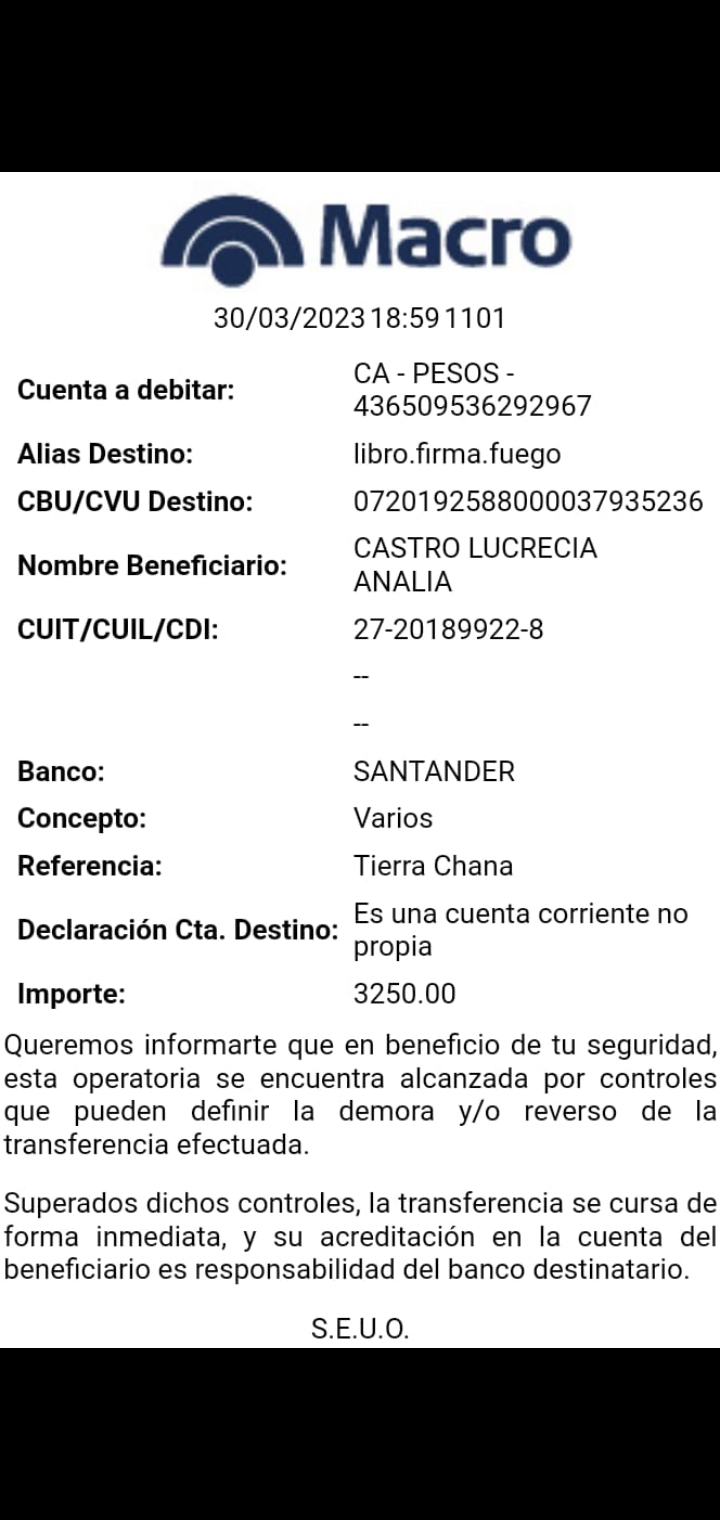 Macro
30/03/2023 18:59 1101
Cuenta a debitar: CA - PESOS -
436509536292967
Alias Destino: libro.firma.fuego
CBU/CVU Destino: 0720192588000037935236
Nombre Beneficiario: CASTRO LUCRECIA
ANALIA
CUIT/CUIL/CDI: 27-20189922-8
--
--
Banco: SANTANDER
Concepto: Varios
Referencia: Tierra Chana
Declaración Cta. Destino: Es una cuenta corriente no
propia
Importe: 3250.00
Queremos informarte que en beneficio de tu seguridad,
esta operatoria se encuentra alcanzada por controles
que pueden definir la demora y/o reverso de la
transferencia efectuada.
Superados dichos controles, la transferencia se cursa de
forma inmediata, y su acreditación en la cuenta del
beneficiario es responsabilidad del banco destinatario.
S.E.U.O.